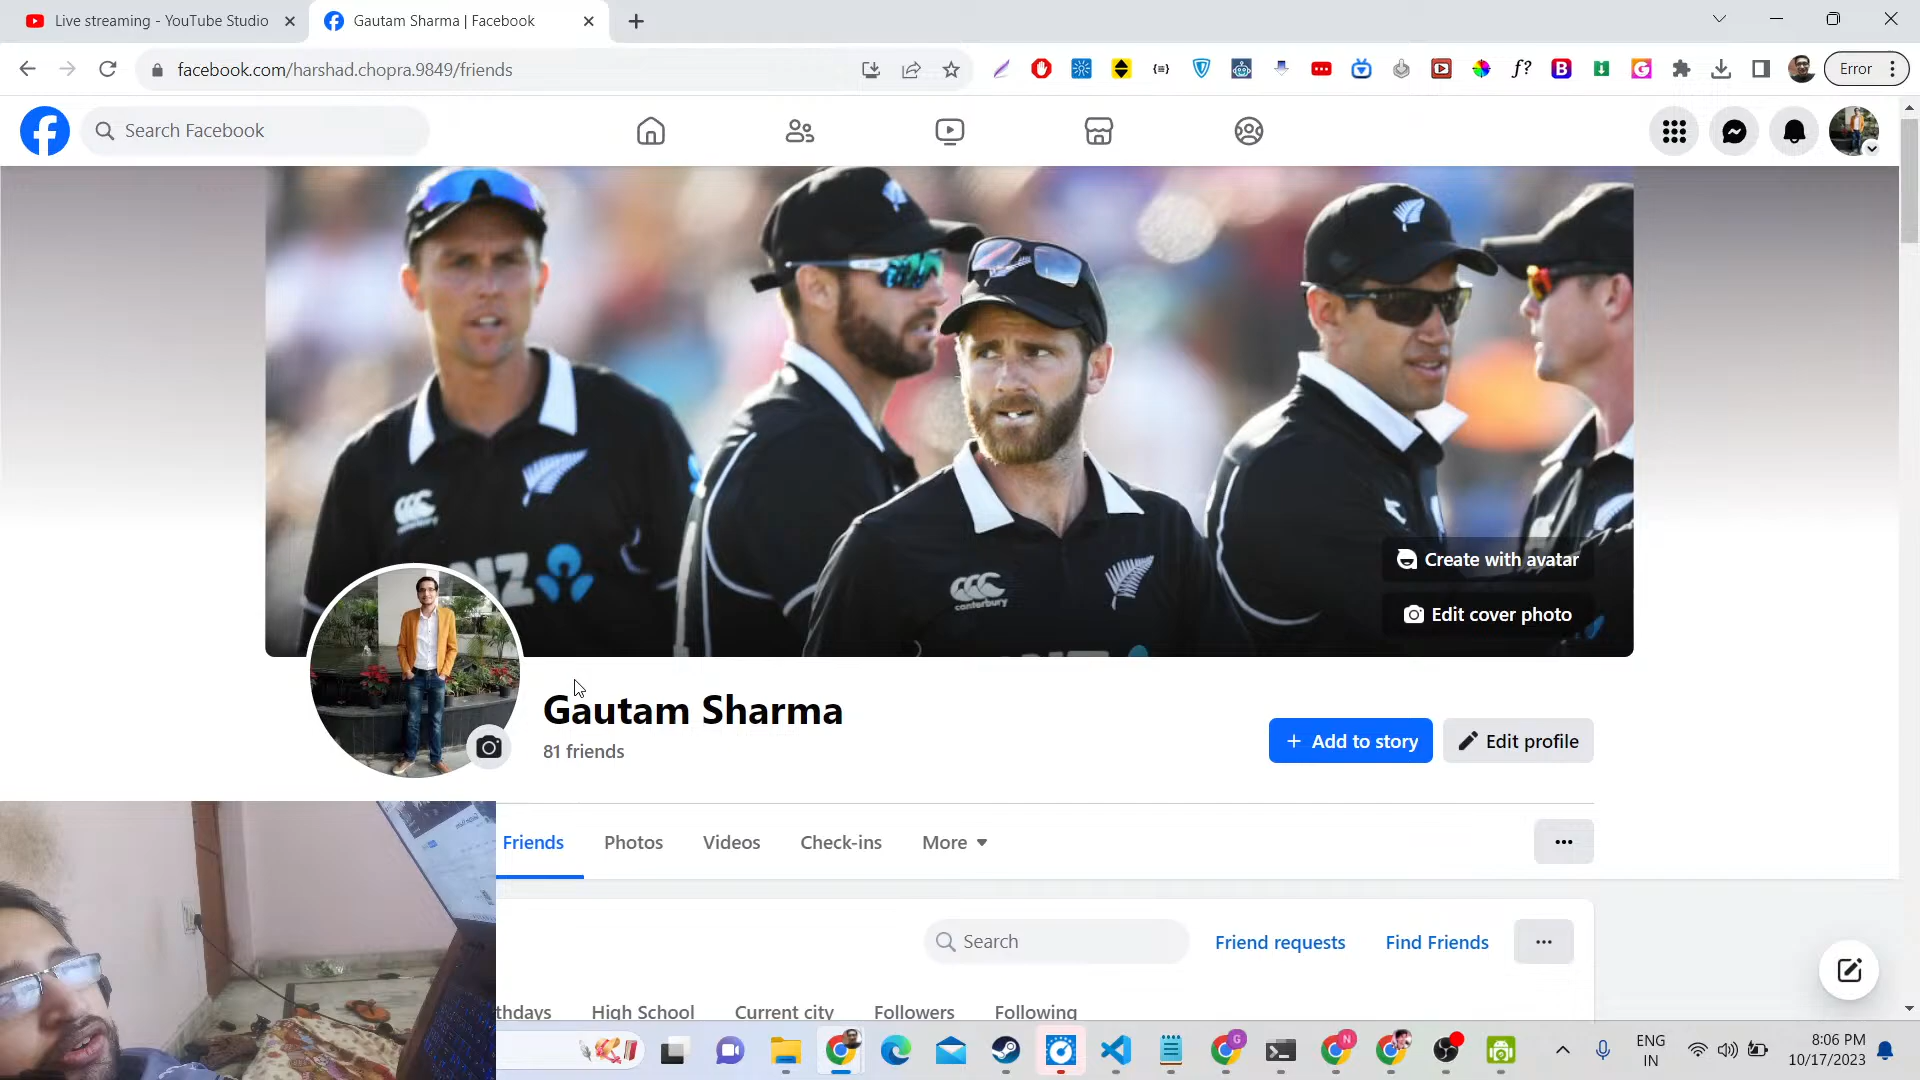 Live streaming - YouTube Studio
Gautam Sharma | Facebook
facebook.com/harshad.chopra.9849/friends
Error
Search Facebook
canterbury
NZ
canterbury
Create with avatar
Edit cover photo
Gautam Sharma
81 friends
+ Add to story
Edit profile
Friends
Photos
Videos
Check-ins
More
Search
Friend requests
Find Friends
thdays
High School
Current city
Followers
Following
ENG
IN
8:06 PM
10/17/2023